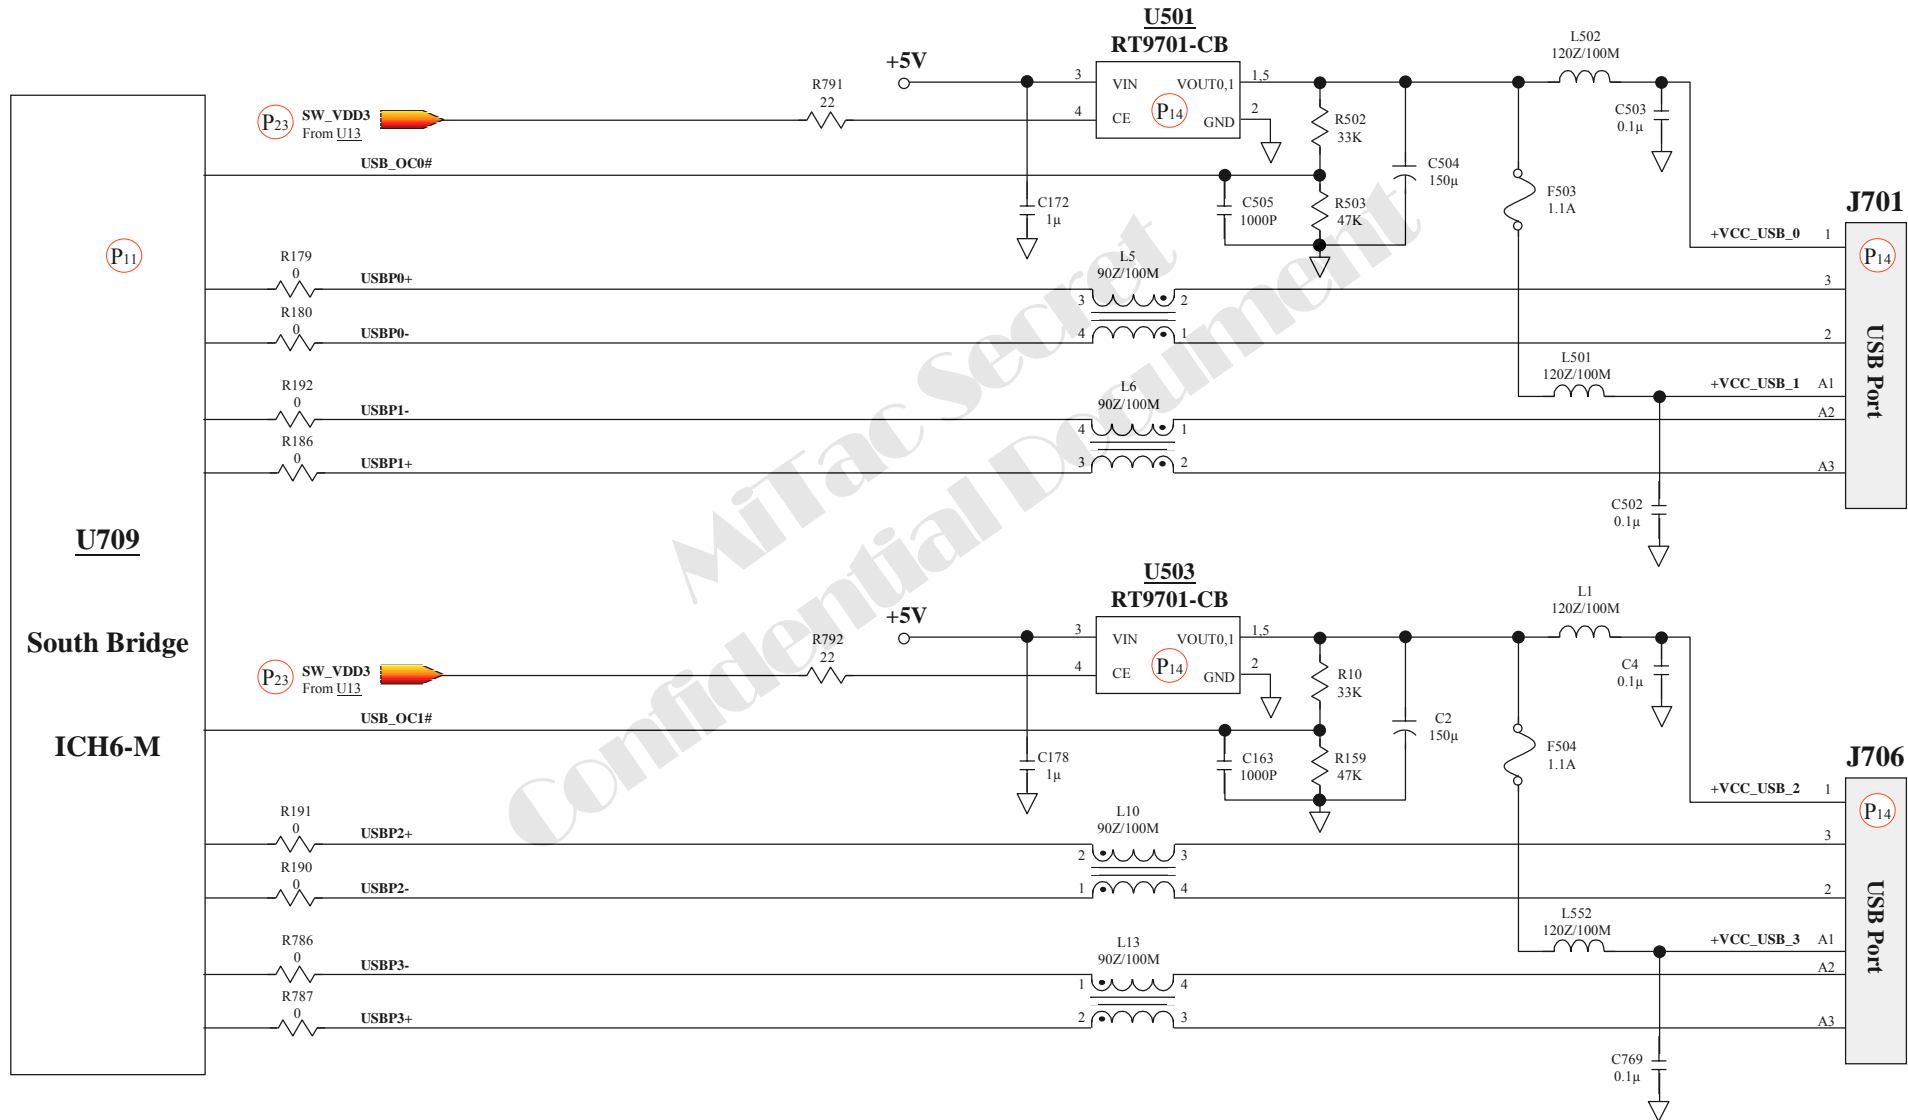 U501
RT9701-CB
+5V
3 VIN VOUT0,1 1,5
4 CE P14 GND 2
L502
120Z/100M
C503
0.1µ
R791
22
P23 SW_VDD3
From U13
USB_OC0#
R502
33K
C504
150µ
C172
1µ
C505
1000P
R503
47K
F503
1.1A
J701
P14
USB Port
+VCC_USB_0 1
3
2
+VCC_USB_1 A1
A2
A3
P11
R179
0
USBP0+
L5
90Z/100M
3 2
R180
0
USBP0-
4 1
L501
120Z/100M
R192
0
USBP1-
L6
90Z/100M
4 1
R186
0
USBP1+
3 2
C502
0.1µ
U709
South Bridge
ICH6-M
MiTac Secret
Confidential Document
U503
RT9701-CB
+5V
3 VIN VOUT0,1 1,5
4 CE P14 GND 2
L1
120Z/100M
C4
0.1µ
R792
22
P23 SW_VDD3
From U13
USB_OC1#
R10
33K
C2
150µ
C178
1µ
C163
1000P
R159
47K
F504
1.1A
J706
P14
USB Port
+VCC_USB_2 1
3
2
+VCC_USB_3 A1
A2
A3
R191
0
USBP2+
L10
90Z/100M
2 3
R190
0
USBP2-
1 4
L552
120Z/100M
R786
0
USBP3-
L13
90Z/100M
1 4
R787
0
USBP3+
2 3
C769
0.1µ